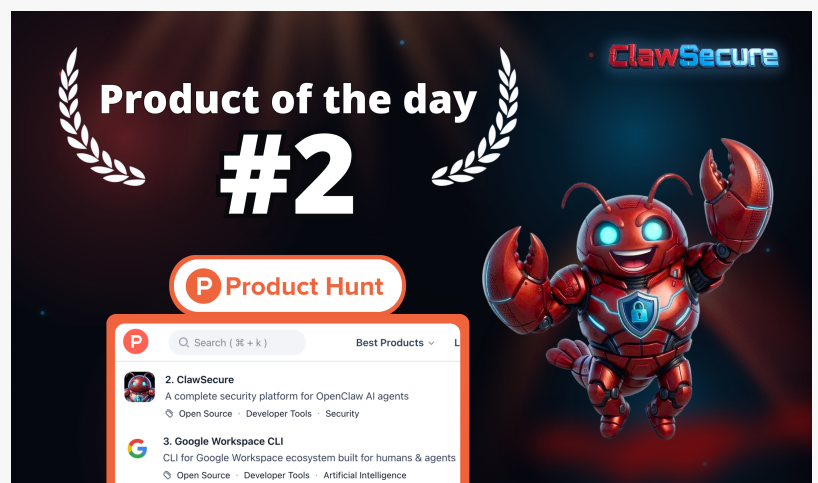 ClawSecure
Product of the day
#2
P Product Hunt
P
Search ( ⌘ + k )
Best Products
L
2. ClawSecure
A complete security platform for OpenClaw AI agents
Open Source · Developer Tools · Security
3. Google Workspace CLI
CLI for Google Workspace ecosystem built for humans & agents
Open Source · Developer Tools · Artificial Intelligence